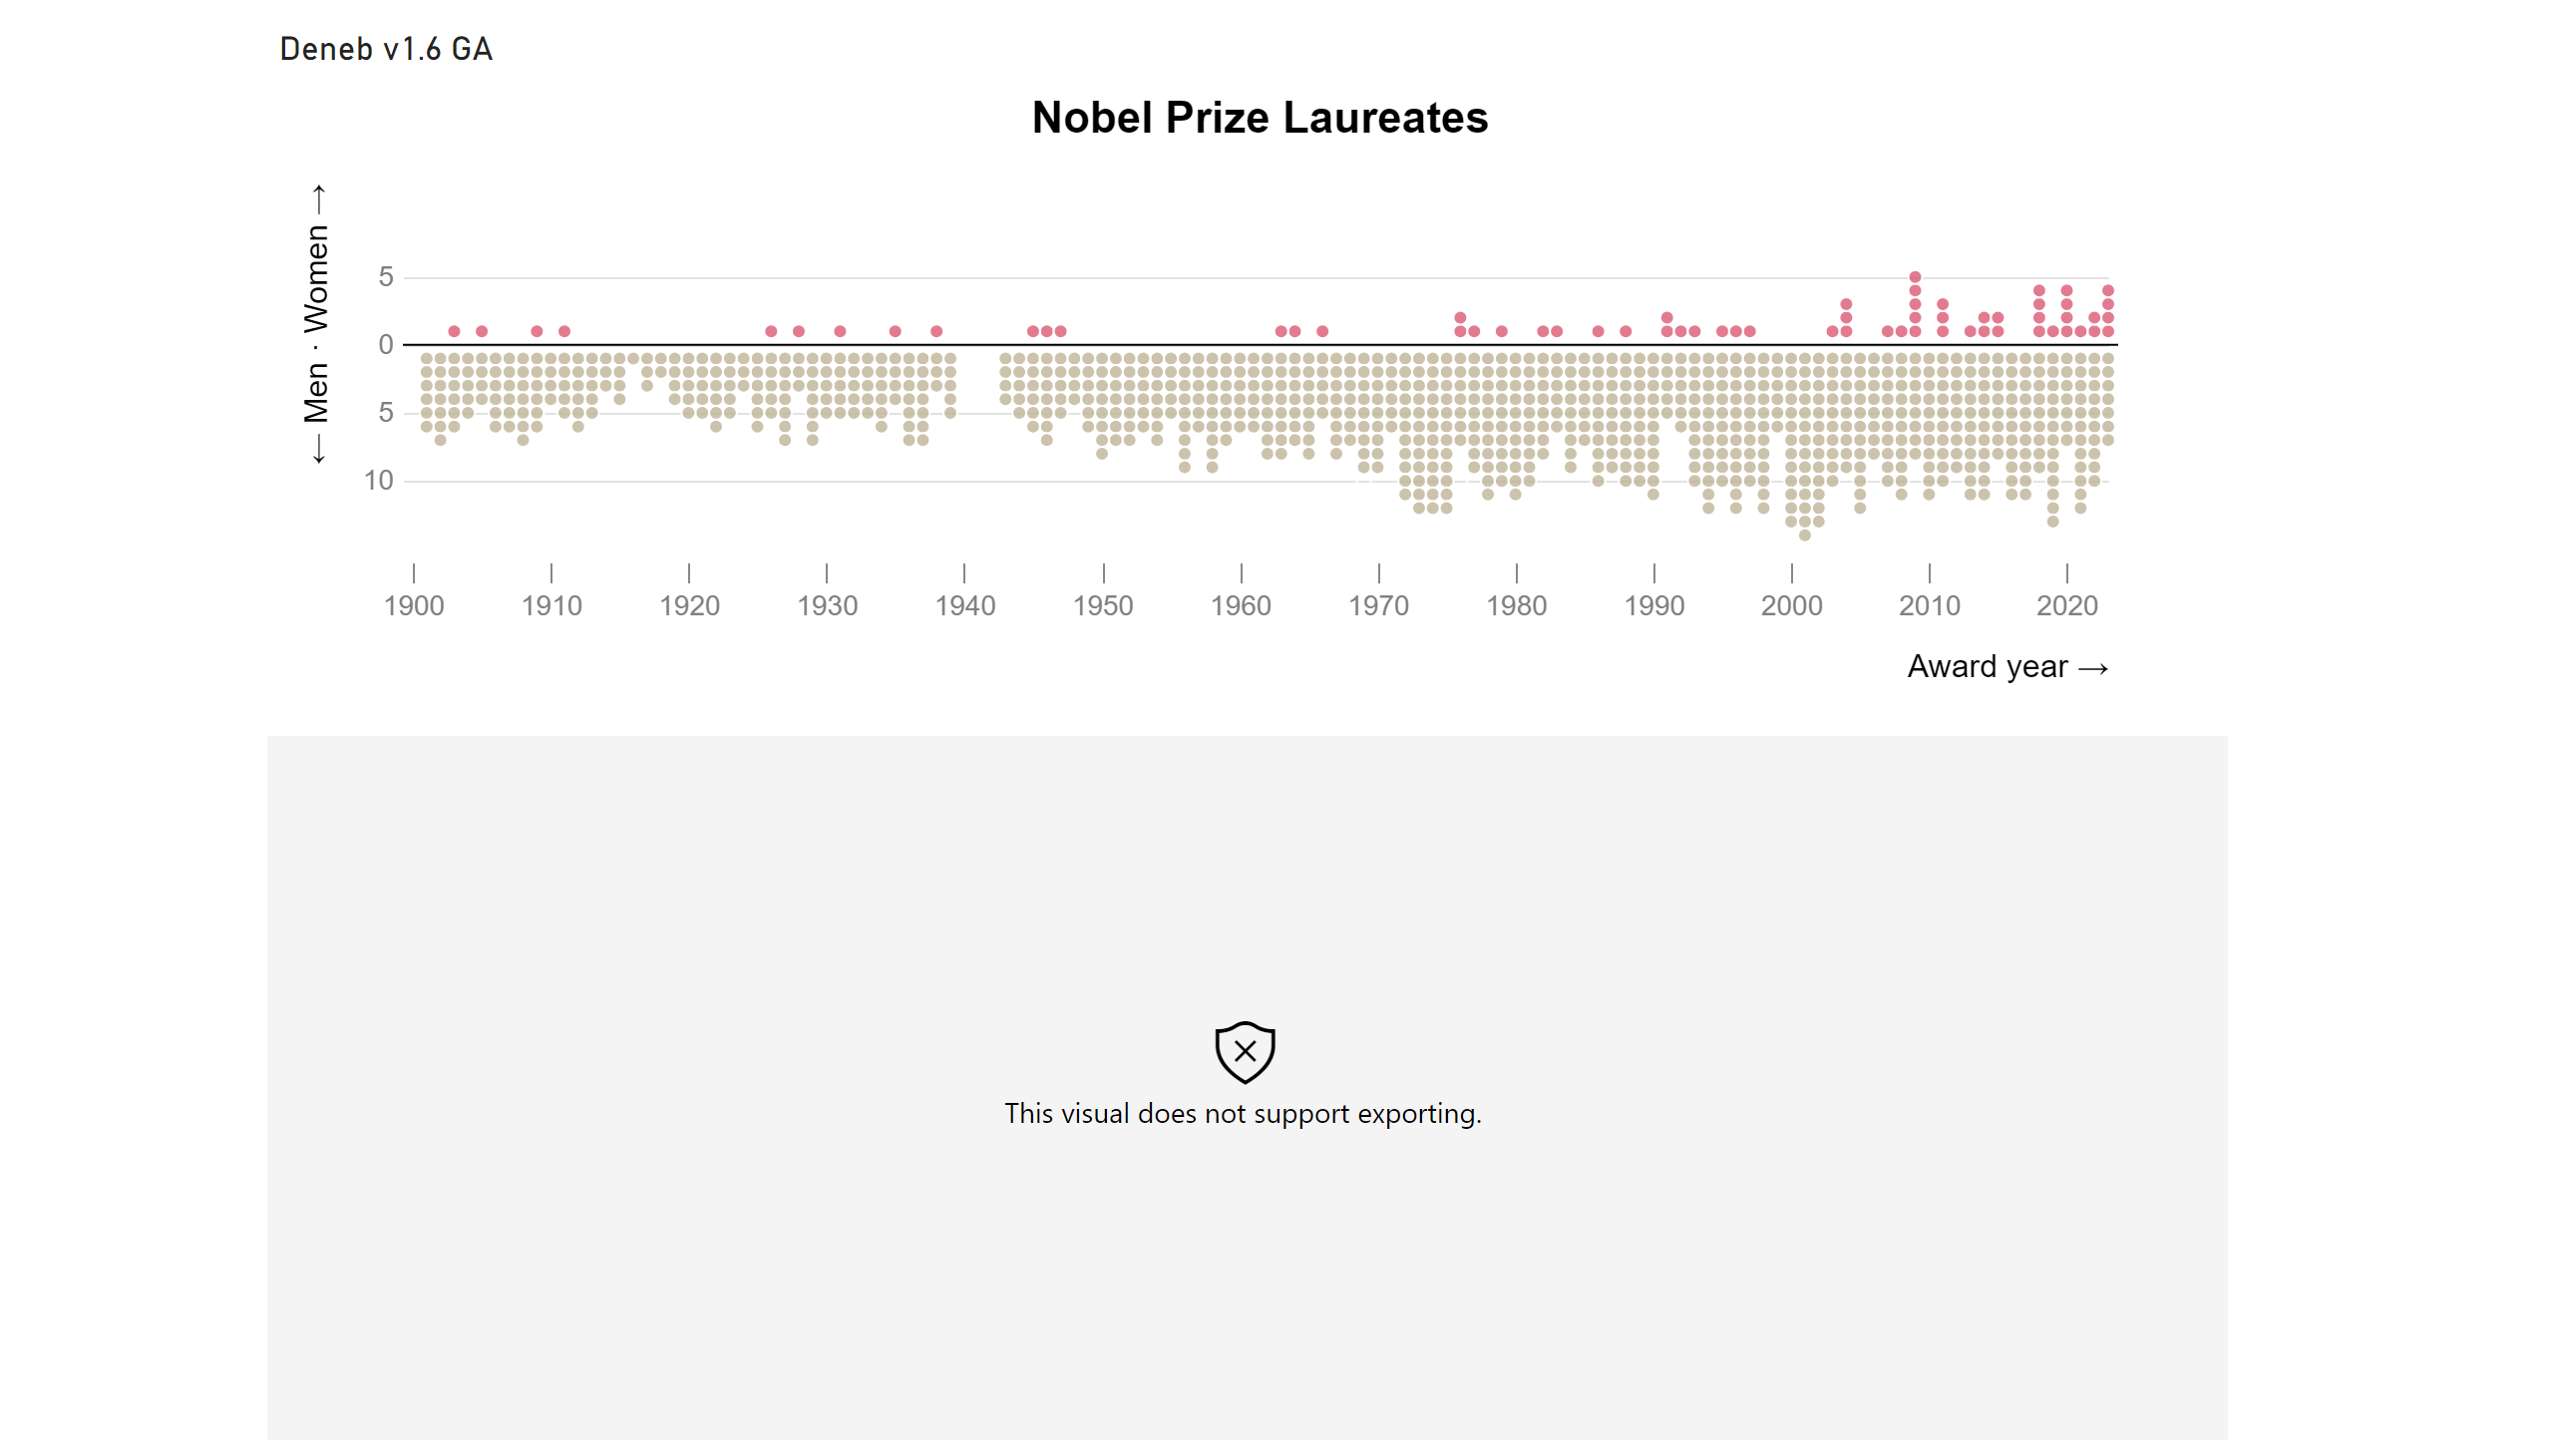 Deneb v1.6 GA
Nobel Prize Laureates
← Men · Women →
5
0
5
10
1900 1910 1920 1930 1940 1950 1960 1970 1980 1990 2000 2010 2020
Award year →
This visual does not support exporting.